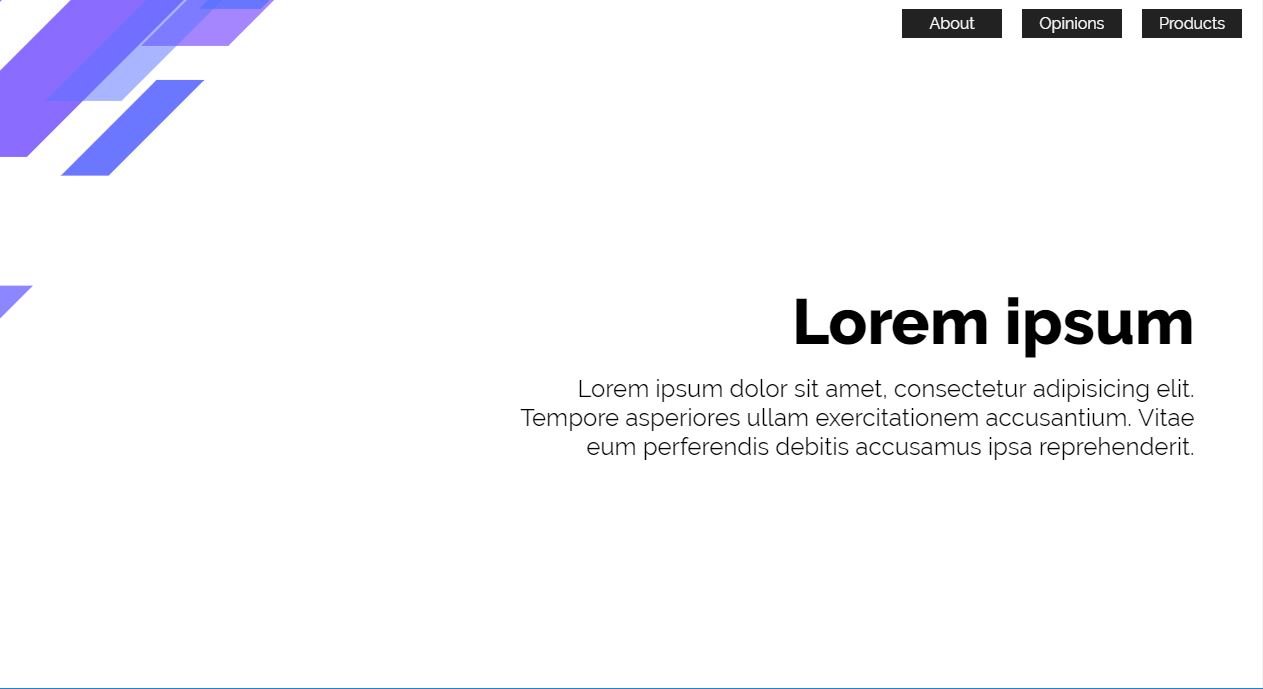 About Opinions Products
Lorem ipsum
Lorem ipsum dolor sit amet, consectetur adipisicing elit.
Tempore asperiores ullam exercitationem accusantium. Vitae
eum perferendis debitis accusamus ipsa reprehenderit.